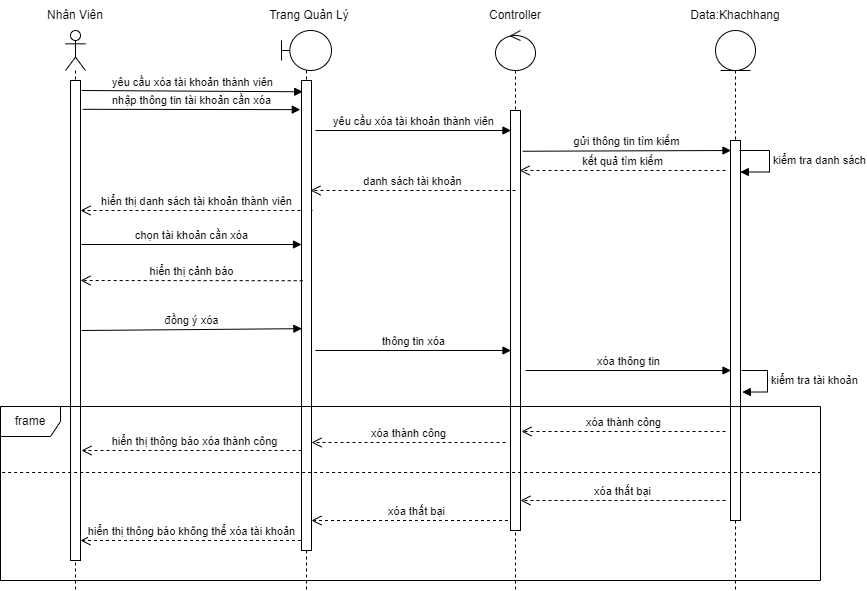 Nhân Viên
Trang Quản Lý
Controller
Data:Khachhang
yêu cầu xóa tài khoản thành viên
nhập thông tin tài khoản cần xóa
yêu cầu xóa tài khoản thành viên
gửi thông tin tìm kiếm
kết quả tìm kiếm
kiểm tra danh sách
danh sách tài khoản
hiển thị danh sách tài khoản thành viên
chọn tài khoản cần xóa
hiển thị cảnh báo
đồng ý xóa
thông tin xóa
xóa thông tin
kiểm tra tài khoản
frame
xóa thành công
xóa thành công
hiển thị thông báo xóa thành công
xóa thất bại
xóa thất bại
hiển thị thông báo không thể xóa tài khoản